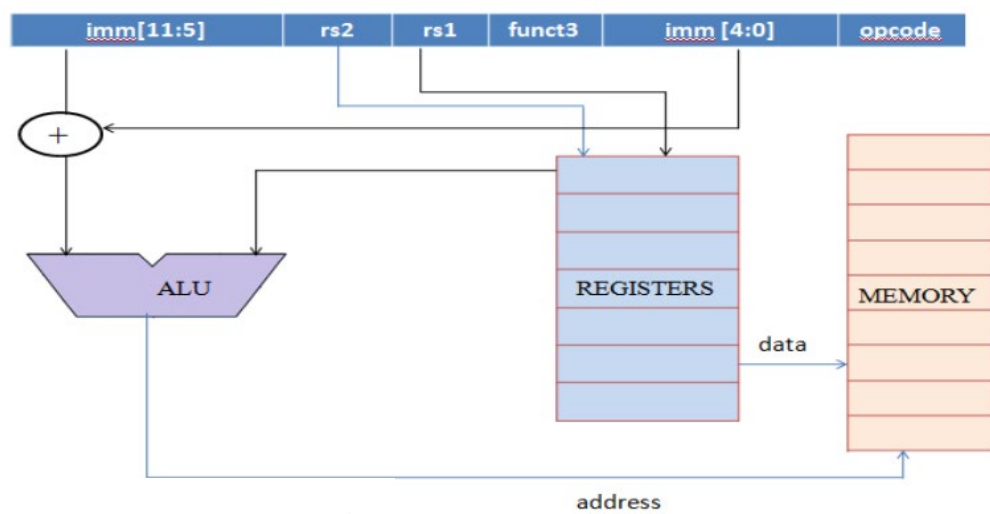 imm[11:5] rs2 rs1 funct3 imm [4:0] opcode
+
ALU REGISTERS MEMORY
data
address